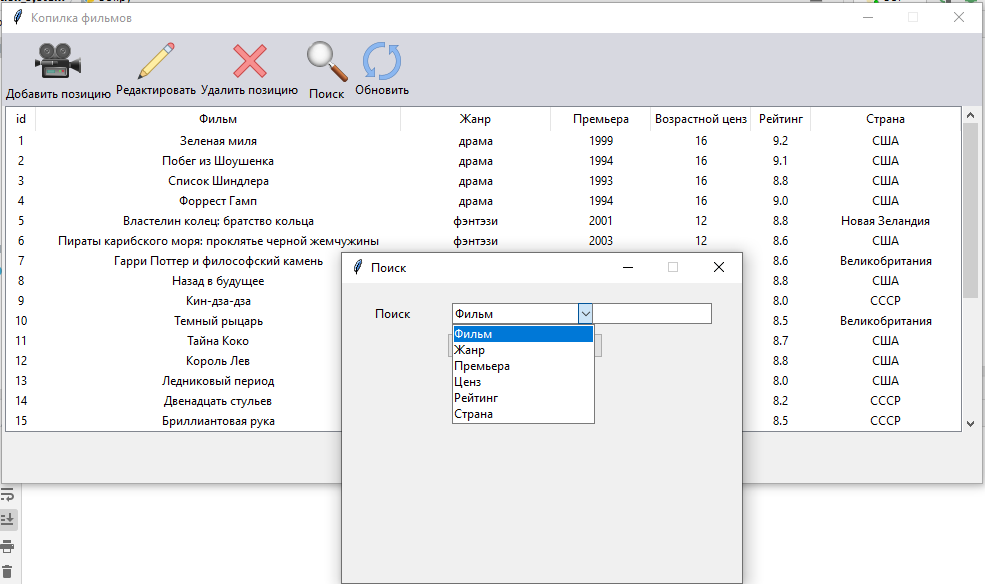 Копилка фильмов
Добавить позицию Редактировать Удалить позицию Поиск Обновить
id Фильм Жанр Премьера Возрастной ценз Рейтинг Страна
1 Зеленая миля драма 1999 16 9.2 США
2 Побег из Шоушенка драма 1994 16 9.1 США
3 Список Шиндлера драма 1993 16 8.8 США
4 Форрест Гамп драма 1994 16 9.0 США
5 Властелин колец: братство кольца фэнтэзи 2001 12 8.8 Новая Зеландия
6 Пираты карибского моря: проклятье черной жемчужины фэнтэзи 2003 12 8.6 США
7 Гарри Поттер и философский камень 8.6 Великобритания
8 Назад в будущее 8.8 США
9 Кин-дза-дза 8.0 СССР
10 Темный рыцарь 8.5 Великобритания
11 Тайна Коко 8.7 США
12 Король Лев 8.8 США
13 Ледниковый период 8.0 США
14 Двенадцать стульев 8.2 СССР
15 Бриллиантовая рука 8.5 СССР
Поиск
Поиск Фильм
Фильм
Жанр
Премьера
Ценз
Рейтинг
Страна